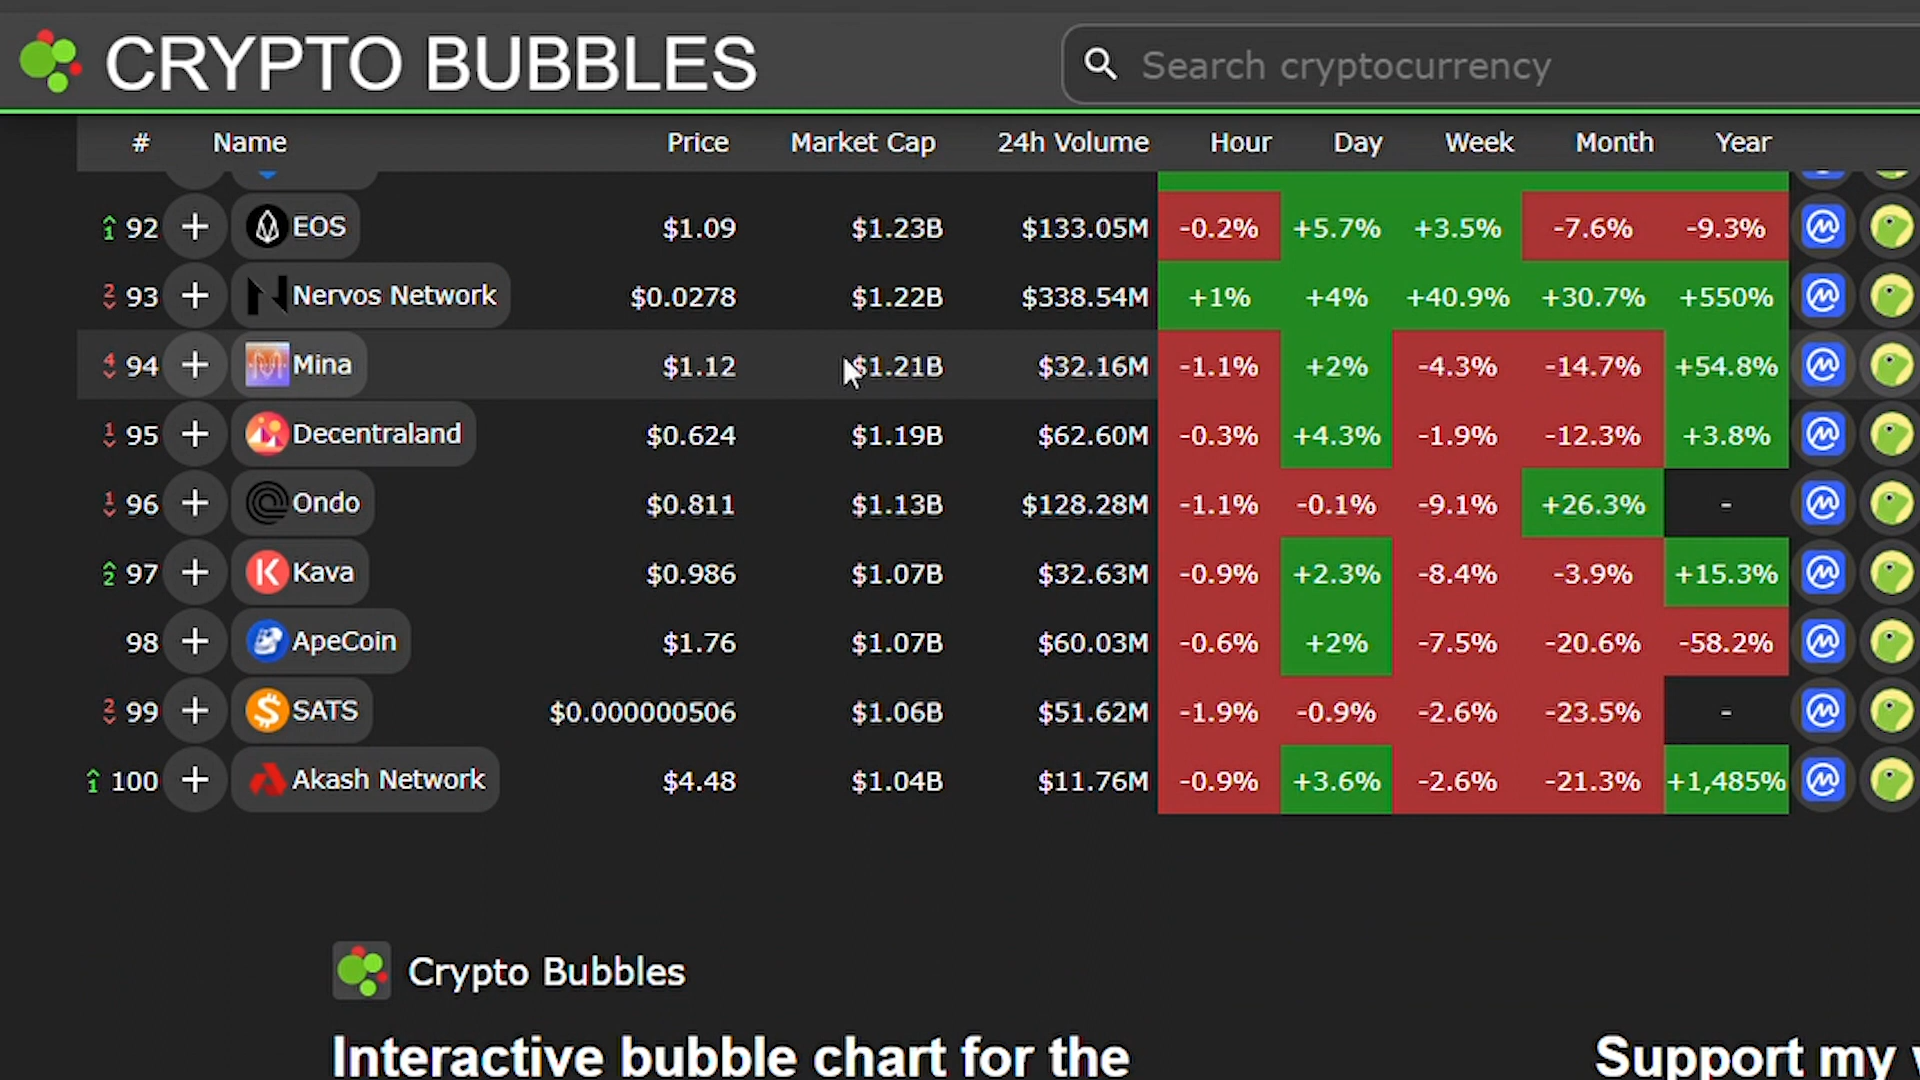 CRYPTO BUBBLES
Search cryptocurrency
# Name Price Market Cap 24h Volume Hour Day Week Month Year
1 92 + EOS $1.09 $1.23B $133.05M -0.2% +5.7% +3.5% -7.6% -9.3%
2 93 + Nervos Network $0.0278 $1.22B $338.54M +1% +4% +40.9% +30.7% +550%
4 94 + Mina $1.12 $1.21B $32.16M -1.1% +2% -4.3% -14.7% +54.8%
1 95 + Decentraland $0.624 $1.19B $62.60M -0.3% +4.3% -1.9% -12.3% +3.8%
1 96 + Ondo $0.811 $1.13B $128.28M -1.1% -0.1% -9.1% +26.3% -
2 97 + Kava $0.986 $1.07B $32.63M -0.9% +2.3% -8.4% -3.9% +15.3%
98 + ApeCoin $1.76 $1.07B $60.03M -0.6% +2% -7.5% -20.6% -58.2%
2 99 + SATS $0.000000506 $1.06B $51.62M -1.9% -0.9% -2.6% -23.5% -
1 100 + Akash Network $4.48 $1.04B $11.76M -0.9% +3.6% -2.6% -21.3% +1,485%
Crypto Bubbles
Interactive bubble chart for the
Support my